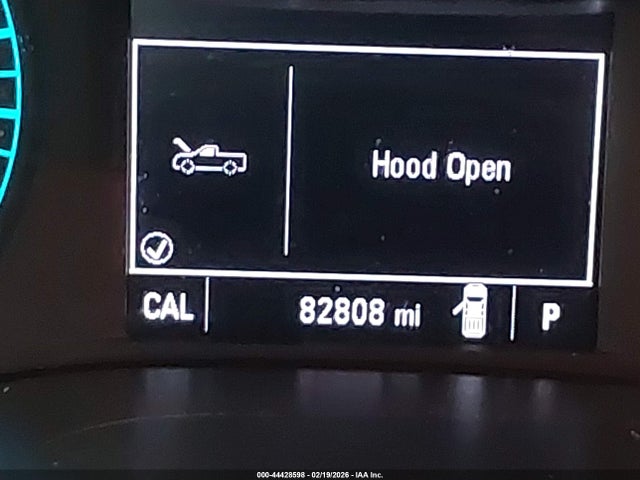 Hood Open
CAL 82808 mi P
000-44428598 - 02/19/2026 - IAA Inc.